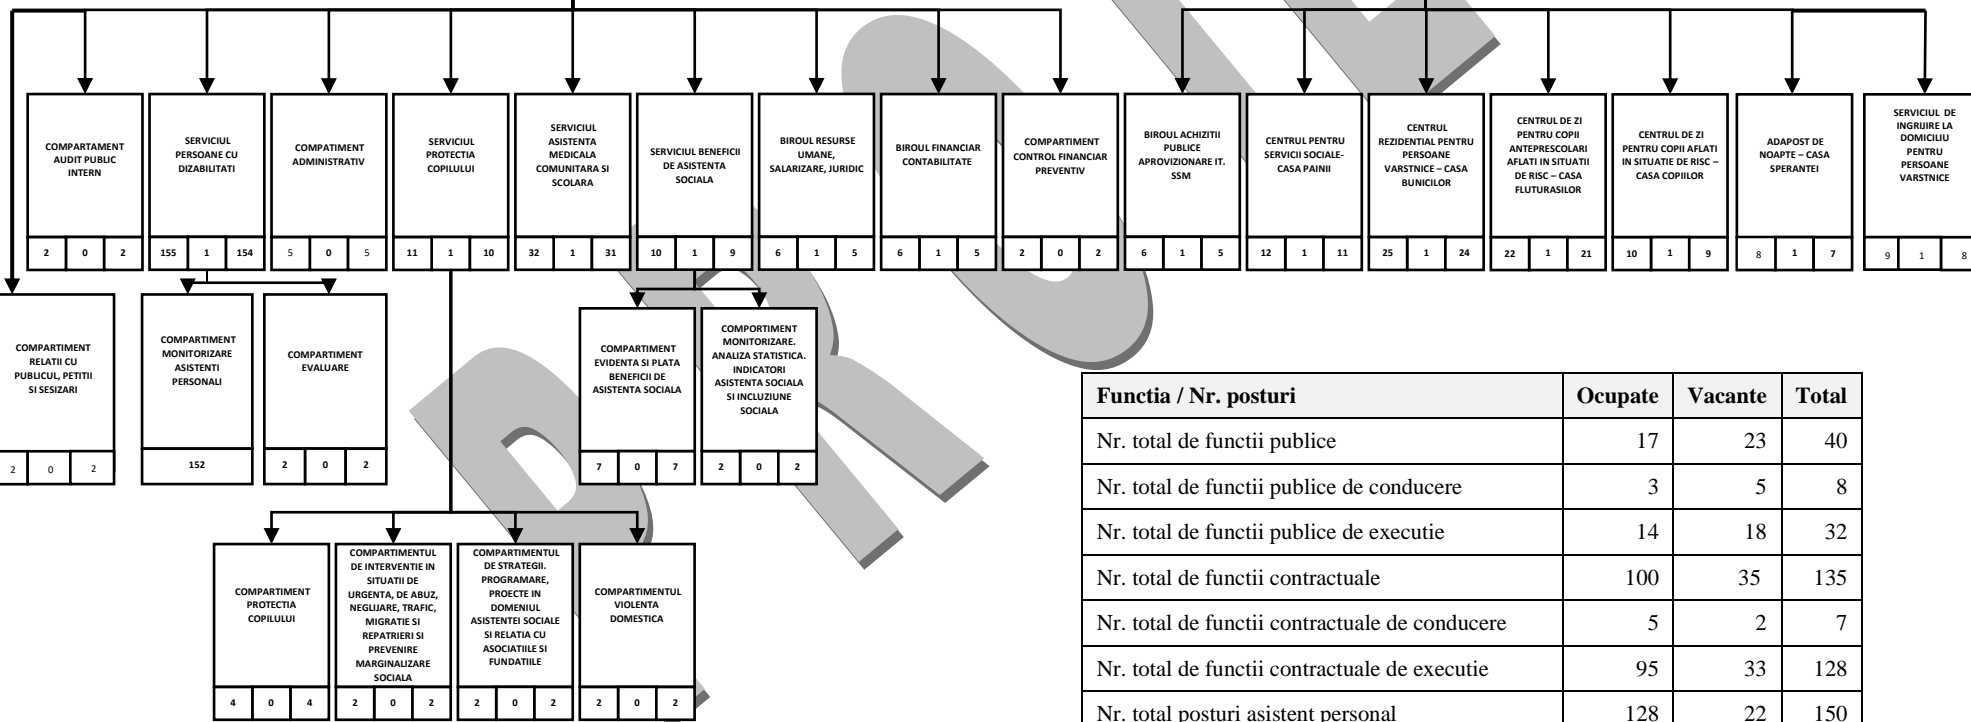 COMPARTAMENT
AUDIT PUBLIC
INTERN
2 0 2
SERVICIUL
PERSOANE CU
DIZABILITATI
155 1 154
COMPATIMENT
ADMINISTRATIV
5 0 5
SERVICIUL
PROTECTIA
COPILULUI
11 1 10
SERVICIUL
ASISTENTA
MEDICALA
COMUNITARA SI
SCOLARA
32 1 31
SERVICIUL BENEFICII
DE ASISTENTA
SOCIALA
10 1 9
BIROUL RESURSE
UMANE,
SALARIZARE, JURIDIC
6 1 5
BIROUL FINANCIAR
CONTABILITATE
6 1 5
COMPARTIMENT
CONTROL FINANCIAR
PREVENTIV
2 0 2
BIROUL ACHIZITII
PUBLICE
APROVIZIONARE IT.
SSM
6 1 5
CENTRUL PENTRU
SERVICII SOCIALE-
CASA PAINII
12 1 11
CENTRUL
REZIDENTIAL PENTRU
PERSOANE
VARSTNICE – CASA
BUNICILOR
25 1 24
CENTRUL DE ZI
PENTRU COPII
ANTEPRESCOLARI
AFLATI IN SITUATII
DE RISC – CASA
FLUTURASILOR
22 1 21
CENTRUL DE ZI
PENTRU COPII AFLATI
IN SITUATIE DE RISC –
CASA COPIILOR
10 1 9
ADAPOST DE
NOAPTE – CASA
SPERANTEI
8 1 7
SERVICIUL DE
INGRIJIRE LA
DOMICILIU
PENTRU
PERSOANE
VARSTNICE
9 1 8
COMPARTIMENT
RELATII CU
PUBLICUL, PETITII
SI SESIZARI
2 0 2
COMPARTIMENT
MONITORIZARE
ASISTENTI
PERSONALI
152
COMPARTIMENT
EVALUARE
2 0 2
COMPARTIMENT
EVIDENTA SI PLATA
BENEFICII DE
ASISTENTA SOCIALA
7 0 7
COMPORTIMENT
MONITORIZARE.
ANALIZA STATISTICA.
INDICATORI
ASISTENTA SOCIALA
SI INCLUZIUNE
SOCIALA
2 0 2
COMPARTIMENT
PROTECTIA
COPILULUI
4 0 4
COMPARTIMENTUL
DE INTERVENTIE IN
SITUATII DE
URGENTA, DE ABUZ,
NEGLIJARE, TRAFIC,
MIGRATIE SI
REPATRIERI SI
PREVENIRE
MARGINALIZARE
SOCIALA
2 0 2
COMPARTIMENTUL
DE STRATEGII.
PROGRAMARE,
PROECTE IN
DOMENIUL
ASISTENTEI SOCIALE
SI RELATIA CU
ASOCIATIILE SI
FUNDATIILE
2 0 2
COMPARTIMENTUL
VIOLENTA
DOMESTICA
2 0 2
Functia / Nr. posturi Ocupate Vacante Total
Nr. total de functii publice 17 23 40
Nr. total de functii publice de conducere 3 5 8
Nr. total de functii publice de executie 14 18 32
Nr. total de functii contractuale 100 35 135
Nr. total de functii contractuale de conducere 5 2 7
Nr. total de functii contractuale de executie 95 33 128
Nr. total posturi asistent personal 128 22 150